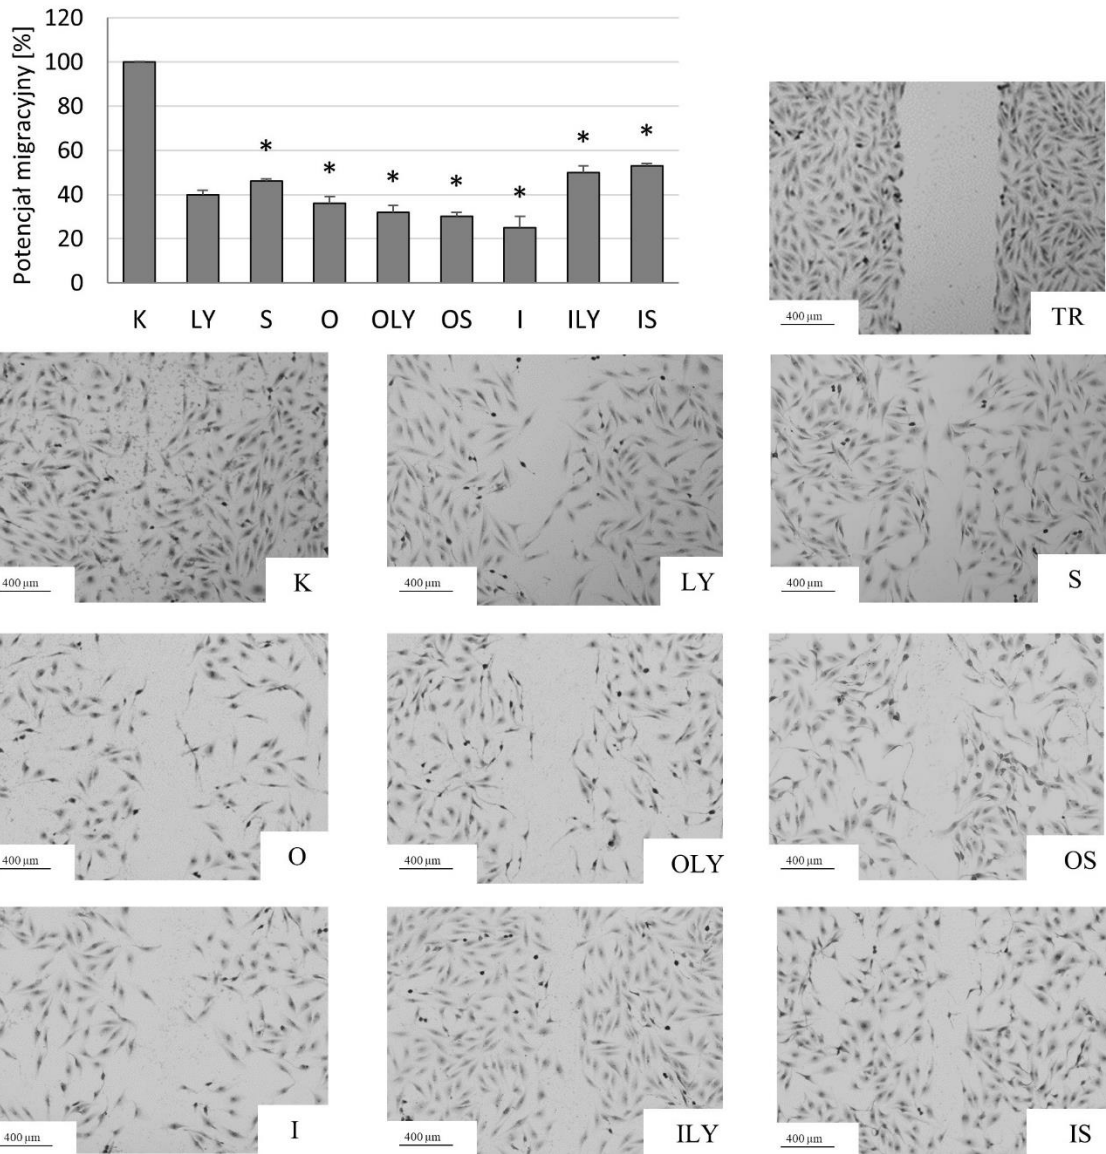 Potencjał migracyjny [%]
120
100
80
60
40
20
0
* * * * * * *
K LY S O OLY OS I ILY IS
400 µm TR
400 µm K
400 µm LY
400 µm S
400 µm O
400 µm OLY
400 µm OS
400 µm I
400 µm ILY
400 µm IS